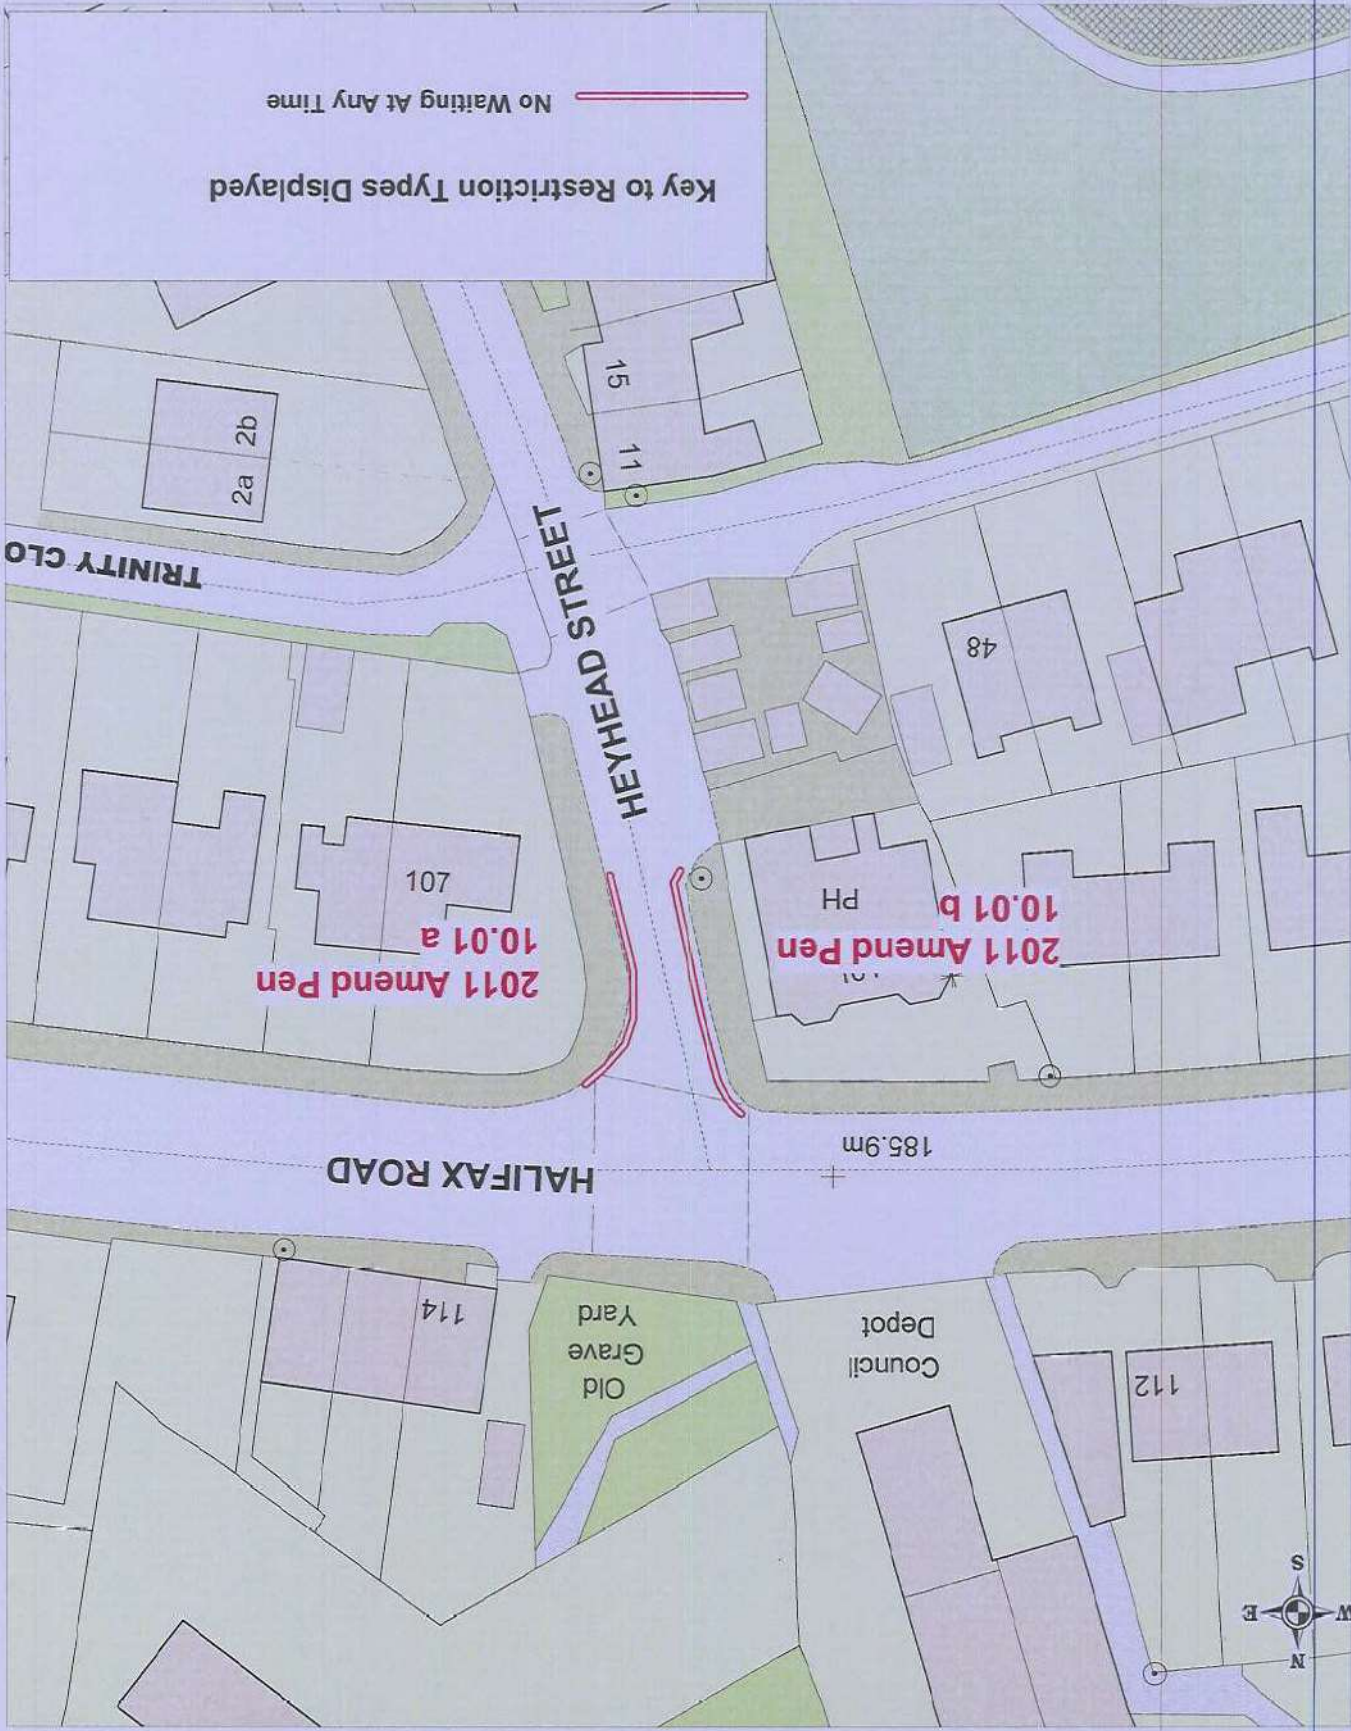 N
W
E
S
112
Council
Depot
Old
Grave
Yard
114
HALIFAX ROAD
185.9m
2011 Amend Pen
10.01 b
2011 Amend Pen
10.01 a
PH
107
HEYHEAD STREET
48
TRINITY CLO
2a 2b
11
15
Key to Restriction Types Displayed
No Waiting At Any Time